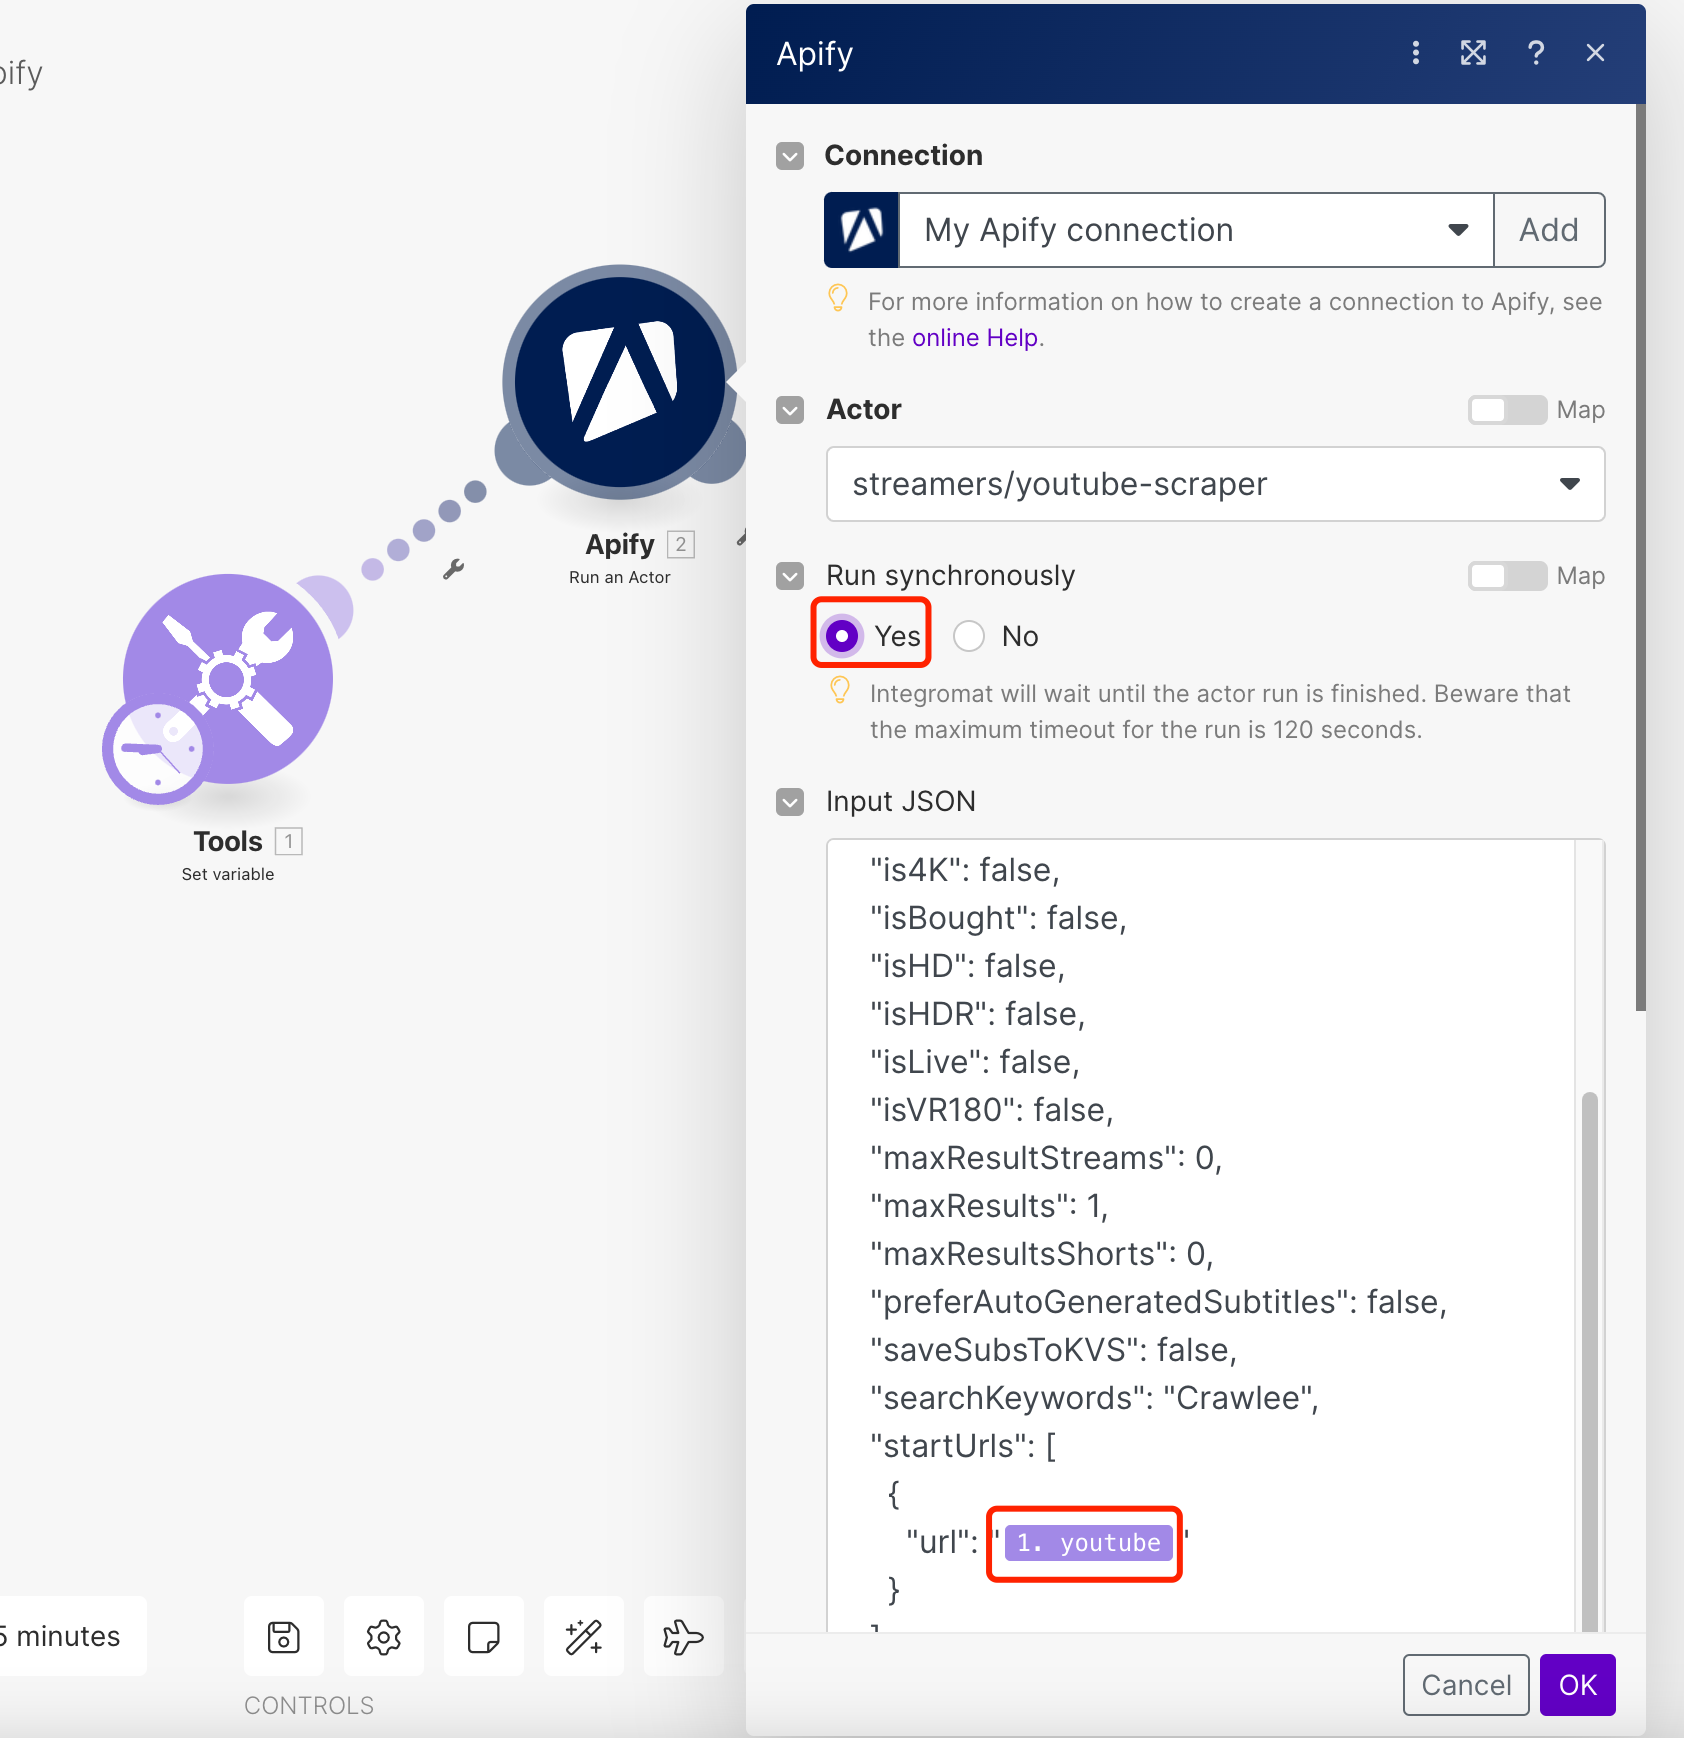 pify
Apify
Connection
My Apify connection
Add
For more information on how to create a connection to Apify, see
the online Help.
Actor
Map
streamers/youtube-scraper
Run synchronously
Map
Yes
No
Integromat will wait until the actor run is finished. Beware that
the maximum timeout for the run is 120 seconds.
Input JSON
"is4K": false,
"isBought": false,
"isHD": false,
"isHDR": false,
"isLive": false,
"isVR180": false,
"maxResultStreams": 0,
"maxResults": 1,
"maxResultsShorts": 0,
"preferAutoGeneratedSubtitles": false,
"saveSubsToKVS": false,
"searchKeywords": "Crawlee",
"startUrls": [
{
"url": "1. youtube"
}
]
Cancel
OK
Apify 2
Run an Actor
Tools 1
Set variable
5 minutes
CONTROLS